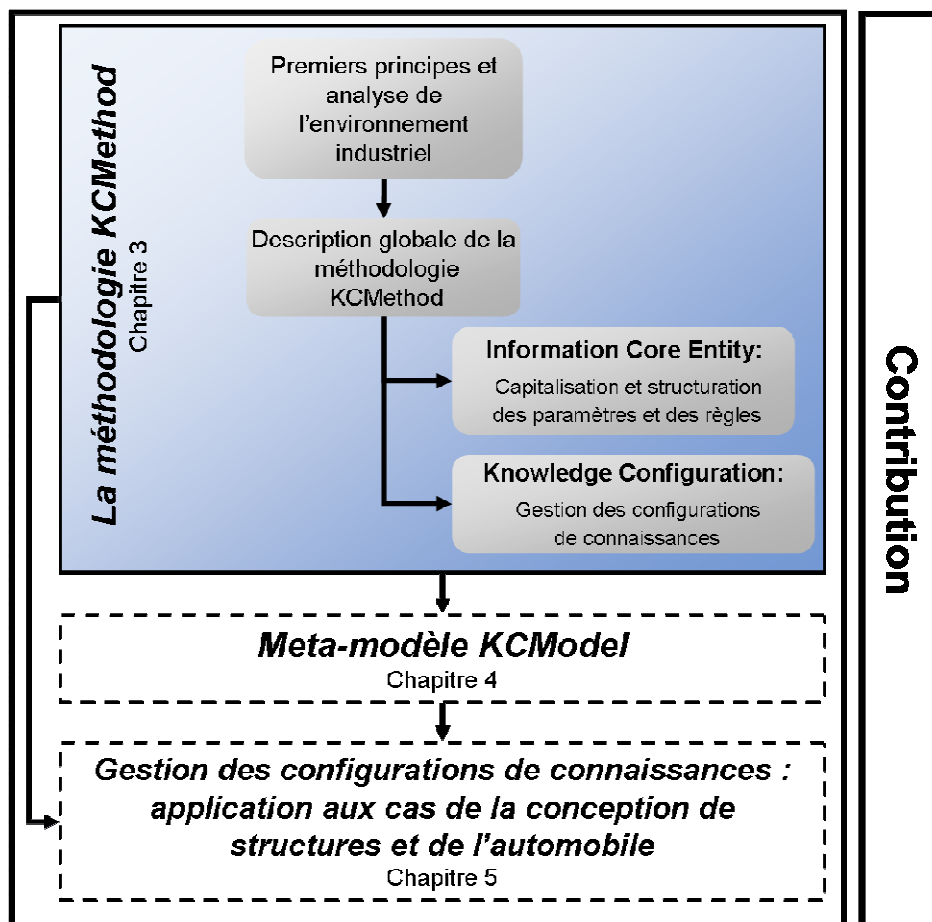 La méthodologie KCMethod
Chapitre 3
Premiers principes et
analyse de
l'environnement
industriel
Description globale de la
méthodologie
KCMethod
Information Core Entity:
Capitalisation et structuration
des paramètres et des règles
Knowledge Configuration:
Gestion des configurations
de connaissances
Meta-modèle KCModel
Chapitre 4
Gestion des configurations de connaissances :
application aux cas de la conception de
structures et de l'automobile
Chapitre 5
Contribution